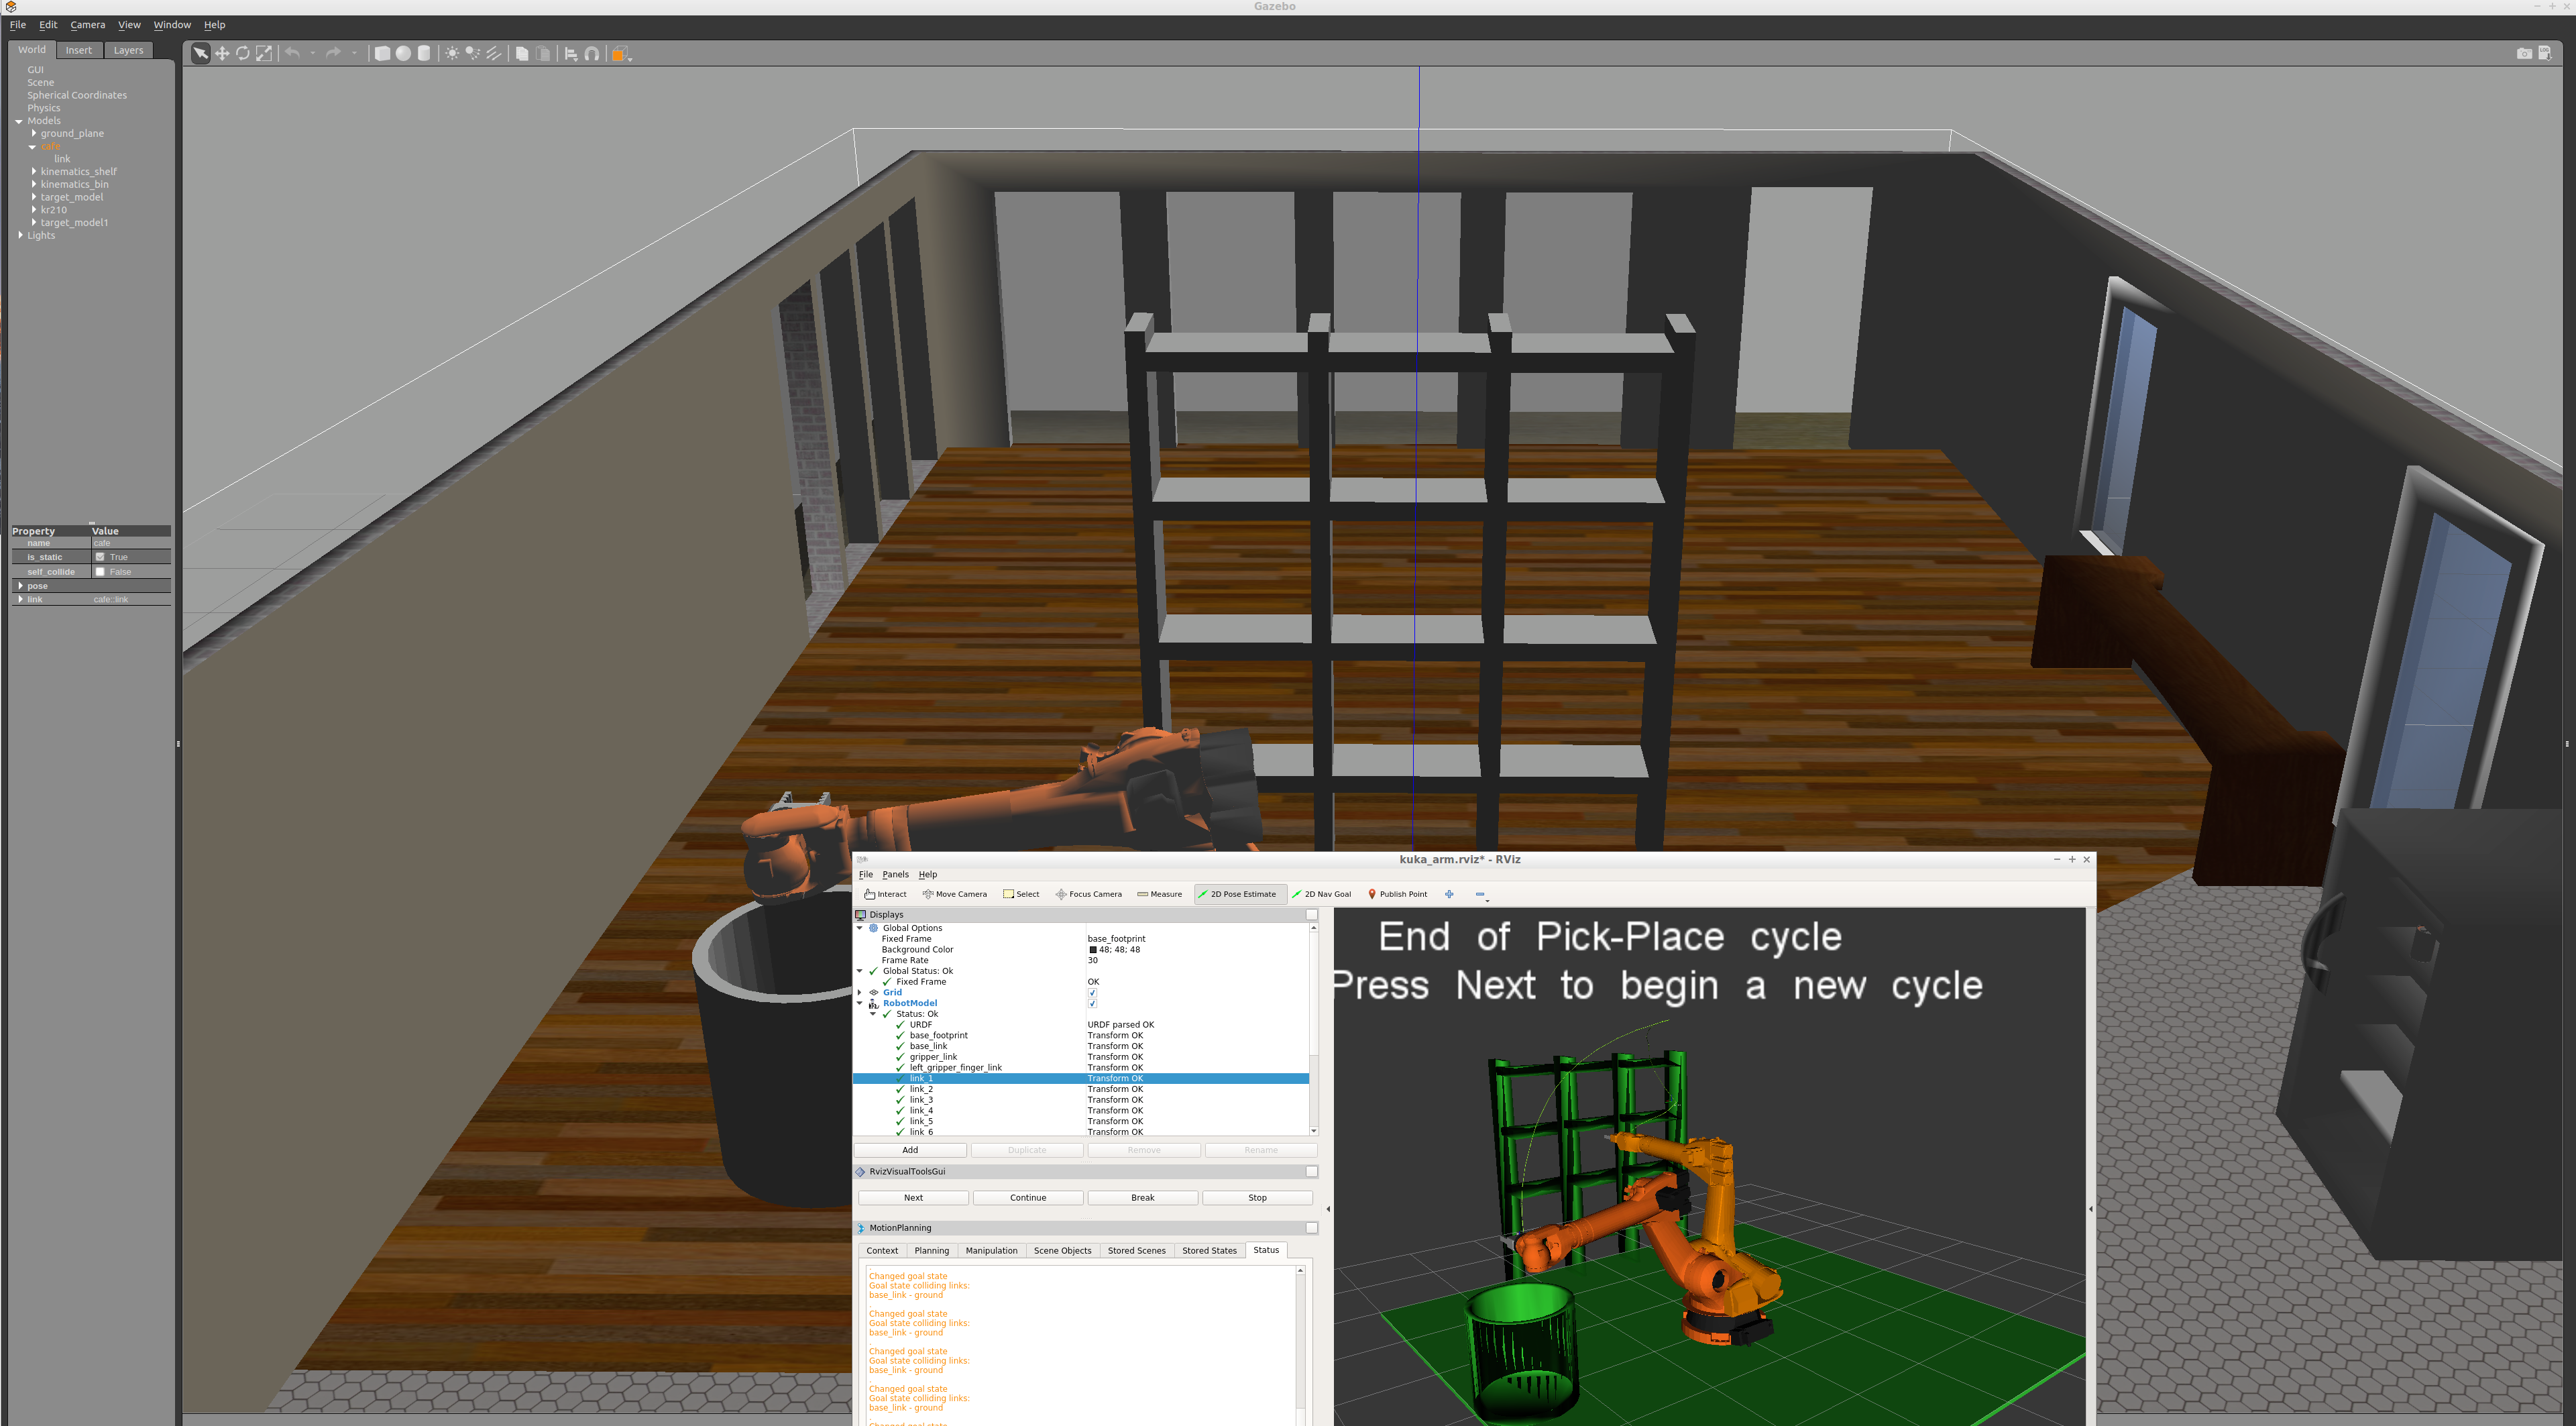 Gazebo
File Edit Camera View Window Help
World Insert Layers
GUI
Scene
Spherical Coordinates
Physics
Models
ground_plane
cafe
link
kinematics_shelf
kinematics_bin
target_model
kr210
target_model1
Lights
Property Value
name cafe
is_static True
self_collide False
pose
link cafe::link
kuka_arm.rviz* - RViz
File Panels Help
Interact Move Camera Select Focus Camera Measure 2D Pose Estimate 2D Nav Goal Publish Point
Displays
Global Options
Fixed Frame base_footprint
Background Color 48; 48; 48
Frame Rate 30
Global Status: Ok
Fixed Frame OK
Grid
RobotModel
Status: Ok
URDF URDF parsed OK
base_footprint Transform OK
base_link Transform OK
gripper_link Transform OK
left_gripper_finger_link Transform OK
link_1 Transform OK
link_2 Transform OK
link_3 Transform OK
link_4 Transform OK
link_5 Transform OK
link_6 Transform OK
Add Duplicate Remove Rename
RvizVisualToolsGui
Next Continue Break Stop
MotionPlanning
Context Planning Manipulation Scene Objects Stored Scenes Stored States Status
Changed goal state
Goal state colliding links:
base_link - ground
Changed goal state
Goal state colliding links:
base_link - ground
Changed goal state
Goal state colliding links:
base_link - ground
Changed goal state
Goal state colliding links:
base_link - ground
Changed goal state
End of Pick-Place cycle
Press Next to begin a new cycle